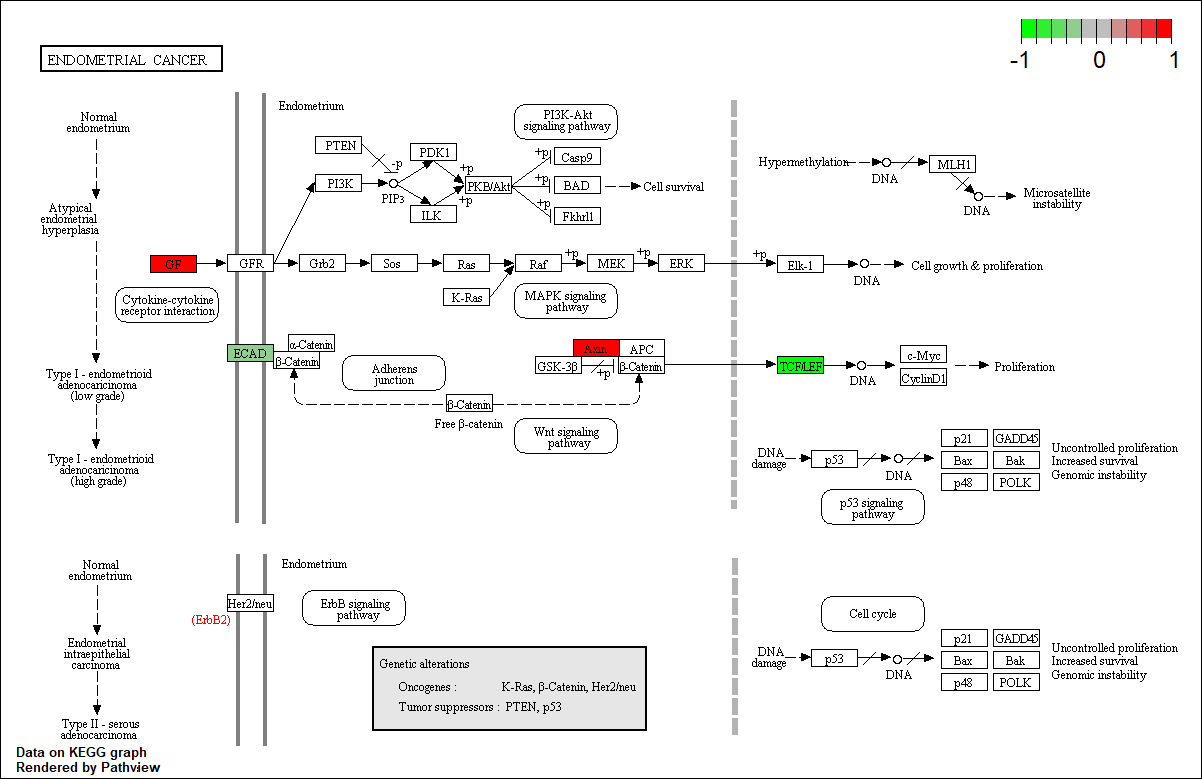 -1 0 1
ENDOMETRIAL CANCER
Normal
endometrium
Atypical
endometrial
hyperplasia
Type I - endometrioid
adenocaricinoma
(low grade)
Type I - endometrioid
adenocaricinoma
(high grade)
Endometrium
PI3K-Akt
signaling pathway
PTEN
-p
PDK1
+p
PI3K
PIP3
PKB/Akt
ILK
+p
+p
Casp9
+p
BAD
+p
Fkhrl1
Cell survival
Hypermethylation
DNA
MLH1
DNA
Microsatellite
instability
GF
GFR
Grb2
Sos
Ras
Raf
+p
MEK
+p
ERK
+p
Elk-1
DNA
Cell growth & proliferation
K-Ras
MAPK signaling
pathway
Cytokine-cytokine
receptor interaction
ECAD
α-Catenin
β-Catenin
Adherens
junction
Axin
APC
GSK-3β
+p
β-Catenin
β-Catenin
Free β-catenin
Wnt signaling
pathway
TCF/LEF
DNA
c-Myc
CyclinD1
Proliferation
DNA
damage
p53
DNA
p21
GADD45
Bax
Bak
p48
POLK
Uncontrolled proliferation
Increased survival
Genomic instability
p53 signaling
pathway
Normal
endometrium
Endometrial
intraepithelial
carcinoma
Type II - serous
adenocarcinoma
Endometrium
Her2/neu
(ErbB2)
ErbB signaling
pathway
Cell cycle
DNA
damage
p53
DNA
p21
GADD45
Bax
Bak
p48
POLK
Uncontrolled proliferation
Increased survival
Genomic instability
Genetic alterations
Oncogenes : K-Ras, β-Catenin, Her2/neu
Tumor suppressors : PTEN, p53
Data on KEGG graph
Rendered by Pathview